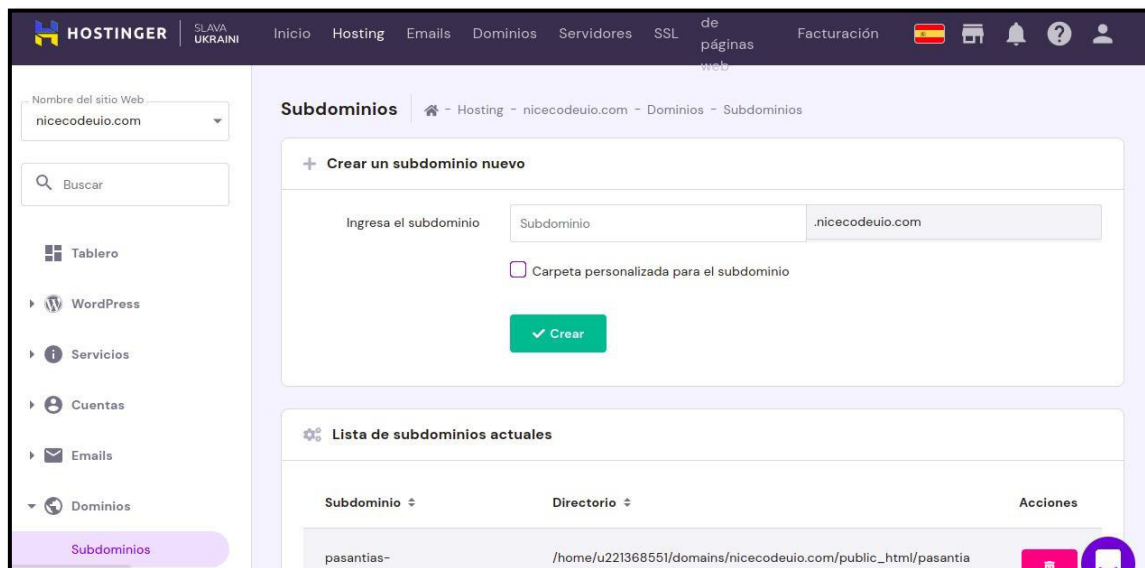 HOSTINGER SLAVA UKRAINI Inicio Hosting Emails Dominios Servidores SSL de páginas web Facturación
Nombre del sitio Web
nicecodeuio.com
Buscar
Tablero
WordPress
Servicios
Cuentas
Emails
Dominios
Subdominios
Subdominios - Hosting - nicecodeuio.com - Dominios - Subdominios
Crear un subdominio nuevo
Ingresa el subdominio Subdominio .nicecodeuio.com
Carpeta personalizada para el subdominio
Crear
Lista de subdominios actuales
Subdominio Directorio Acciones
pasantias- /home/u221368551/domains/nicecodeuio.com/public_html/pasantia